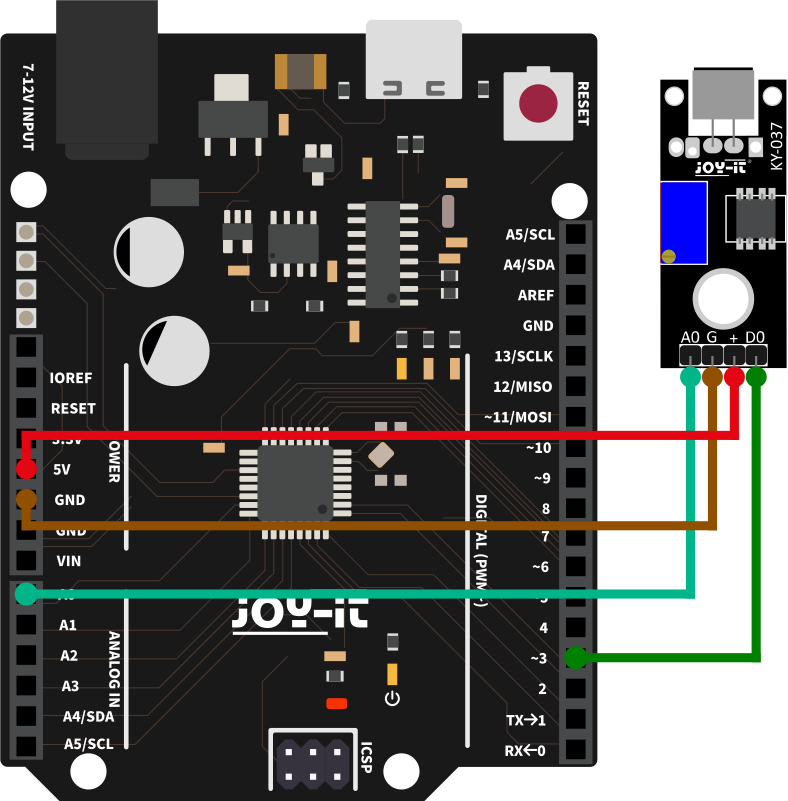 7-12V INPUT
RESET
KY-037
JOY-iT
A0 G + D0
IOREF
RESET
3.3V
5V
GND
GND
VIN
POWER
A0
A1
A2
A3
A4/SDA
A5/SCL
ANALOG IN
A5/SCL
A4/SDA
AREF
GND
13/SCLK
12/MISO
~11/MOSI
~10
~9
8
7
~6
4
~3
2
TX→1
RX←0
DIGITAL (PWM~)
JOY-iT
ICSP